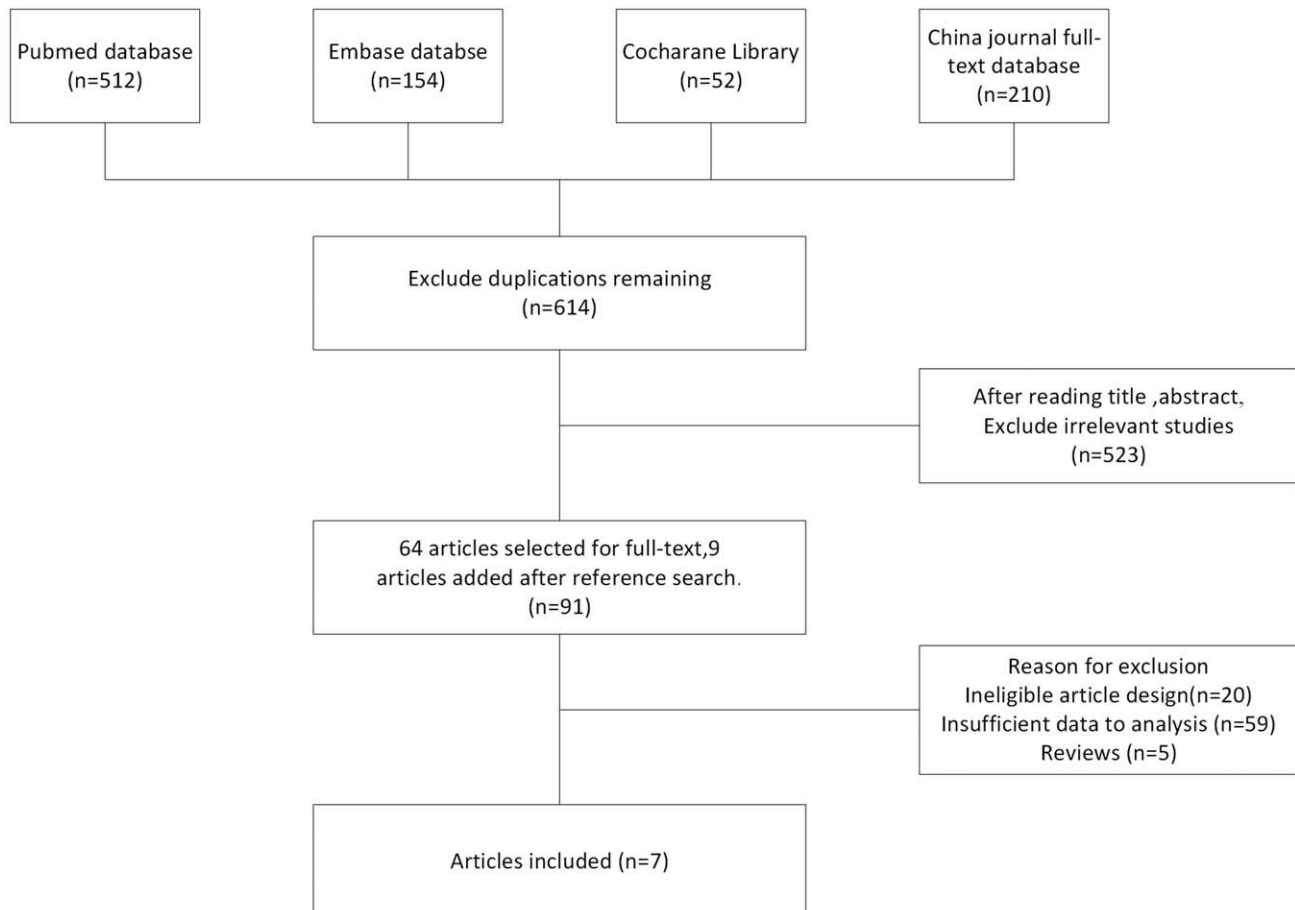 Pubmed database
(n=512)
Embase databse
(n=154)
Cocharane Library
(n=52)
China journal full-
text database
(n=210)
Exclude duplications remaining
(n=614)
After reading title ,abstract,
Exclude irrelevant studies
(n=523)
64 articles selected for full-text,9
articles added after reference search.
(n=91)
Reason for exclusion
Ineligible article design(n=20)
Insufficient data to analysis (n=59)
Reviews (n=5)
Articles included (n=7)